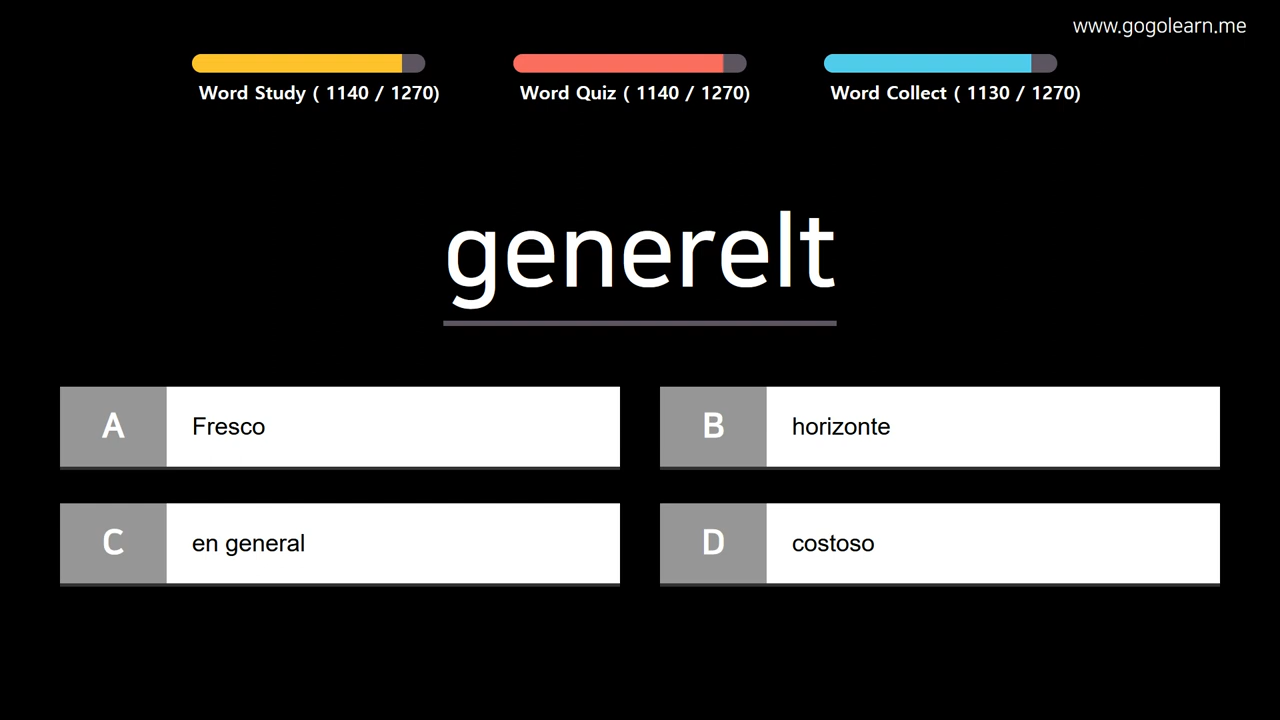 www.gogolearn.me
Word Study ( 1140 / 1270)
Word Quiz ( 1140 / 1270)
Word Collect ( 1130 / 1270)
generelt
A
Fresco
B
horizonte
C
en general
D
costoso